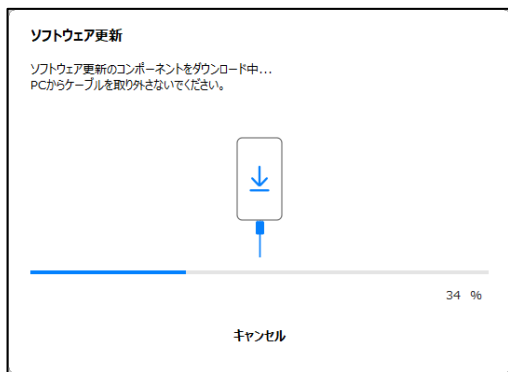 ソフトウェア更新
ソフトウェア更新のコンポーネントをダウンロード中...
PCからケーブルを取り外さないでください。
34 %
キャンセル